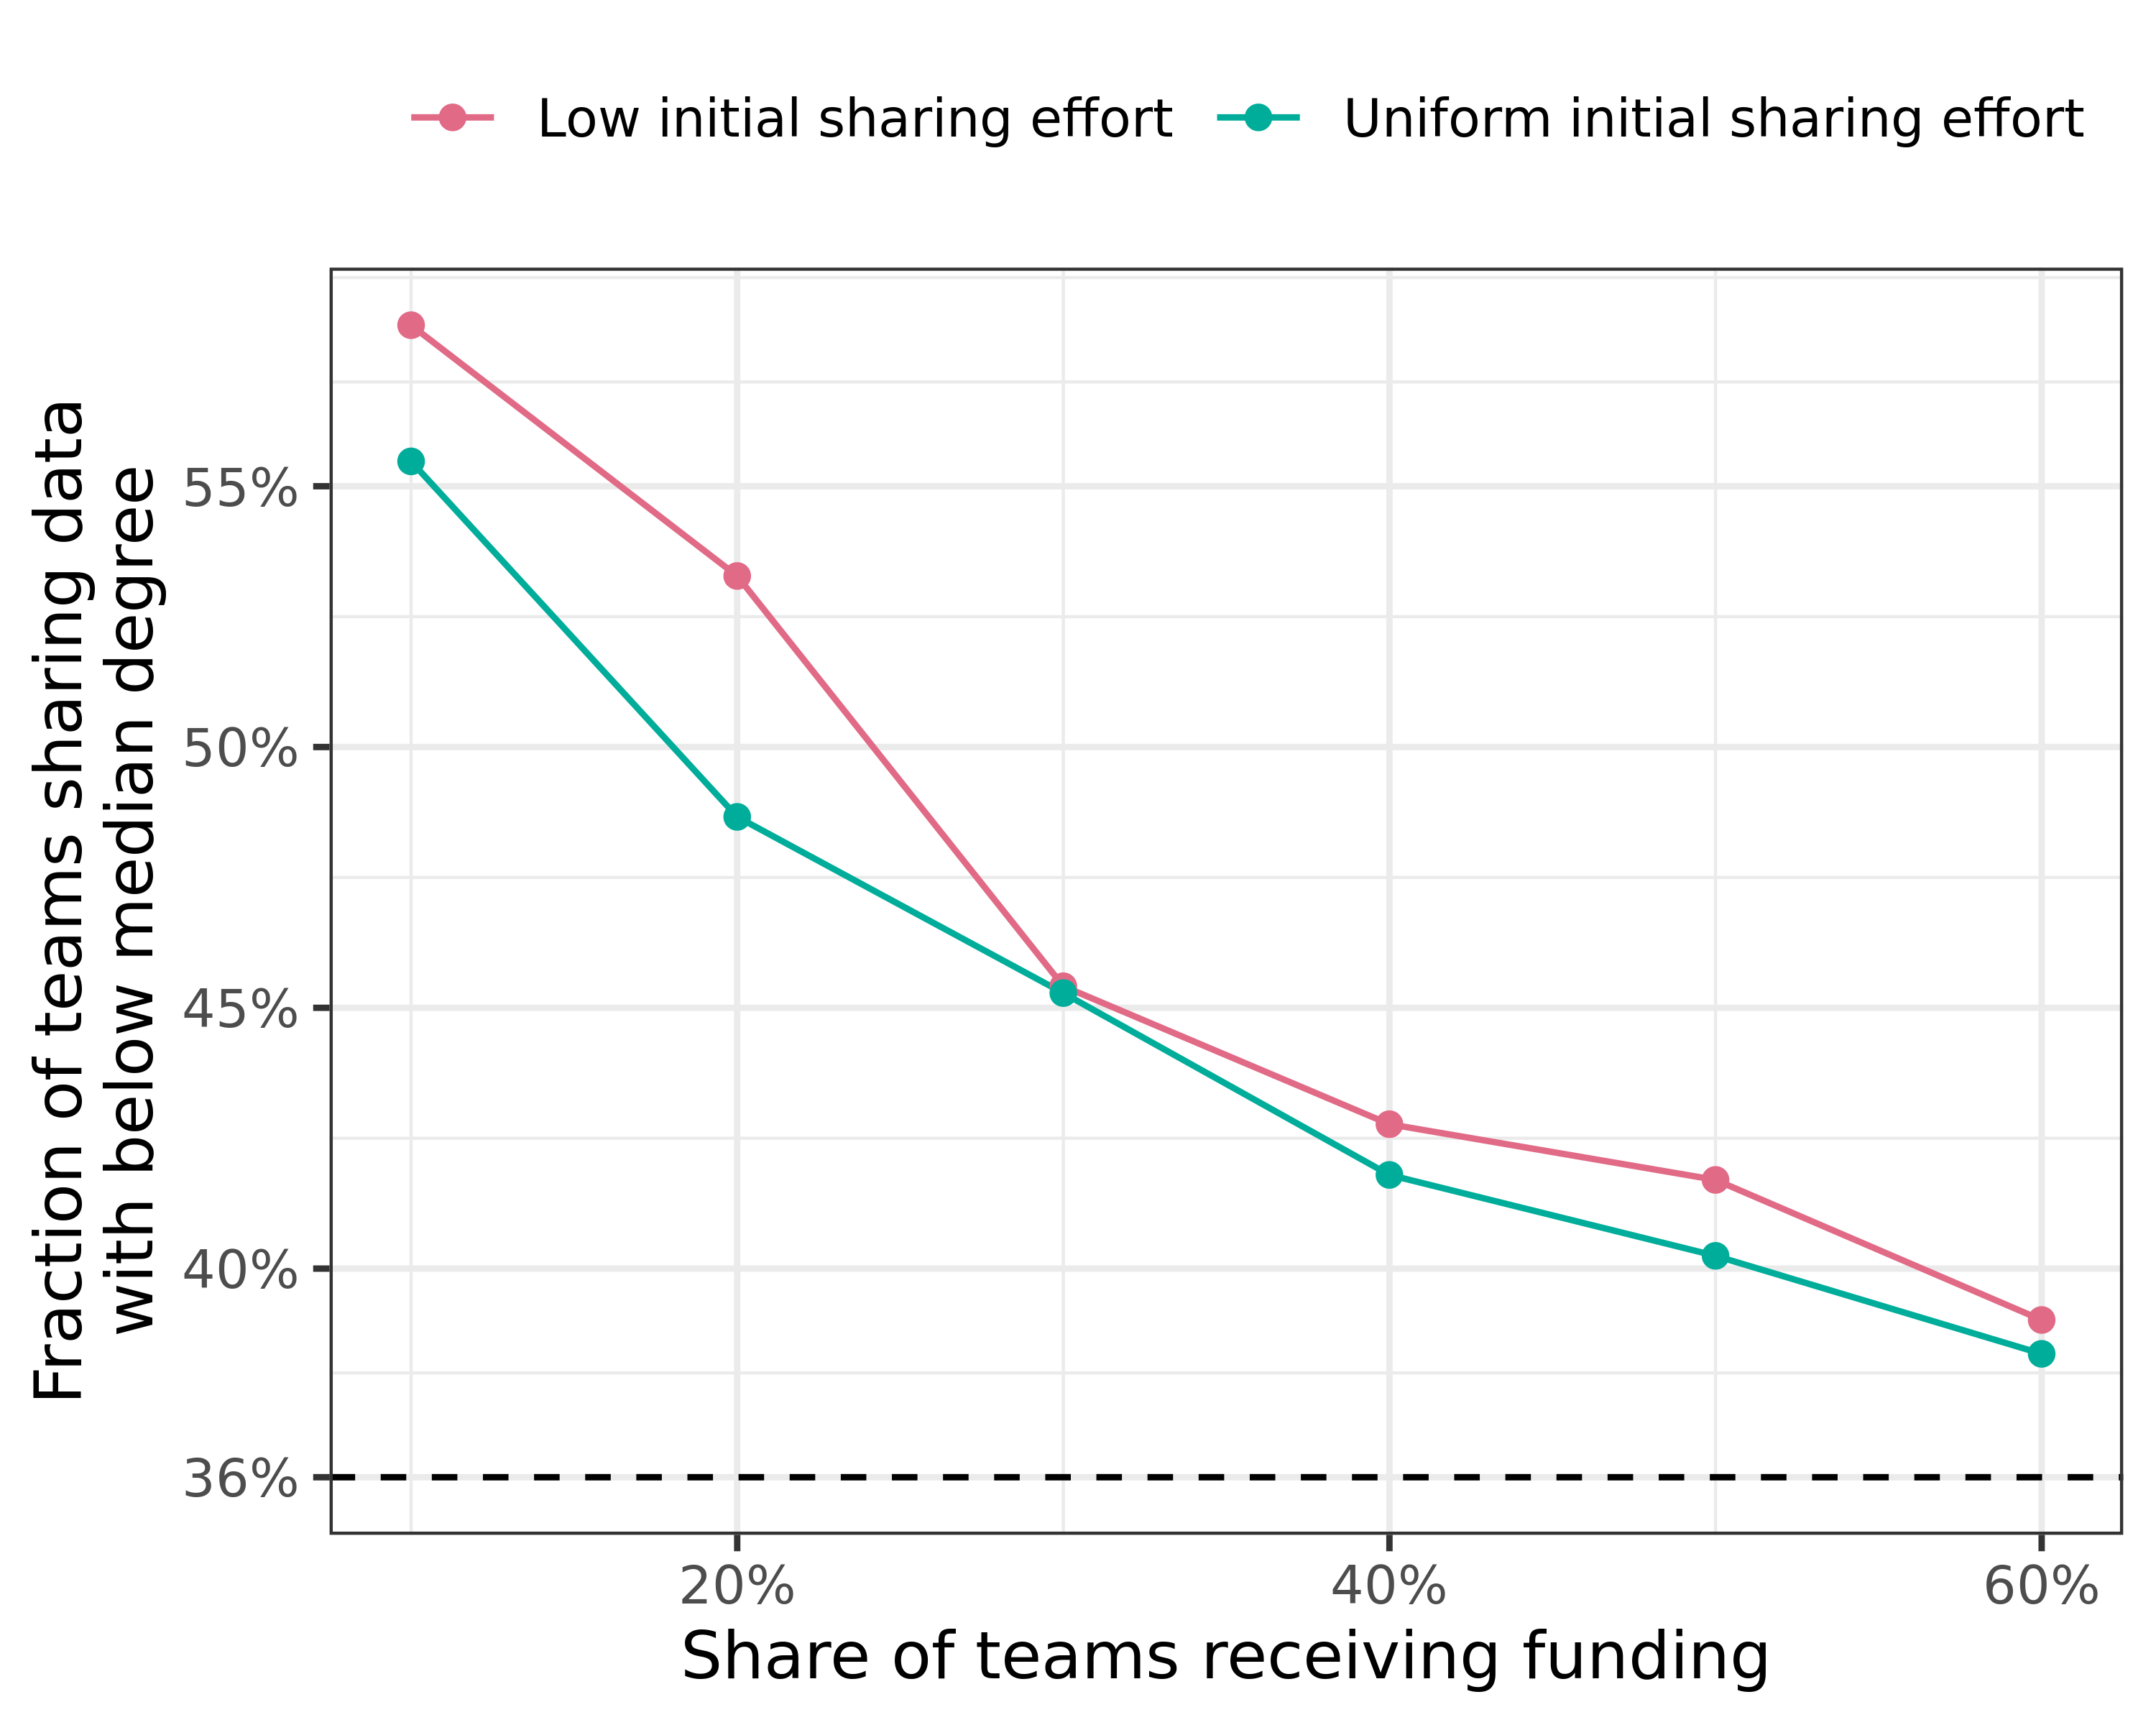 Low initial sharing effort
Uniform initial sharing effort
Fraction of teams sharing data
with below median degree
55%
50%
45%
40%
36%
20%
40%
60%
Share of teams receiving funding